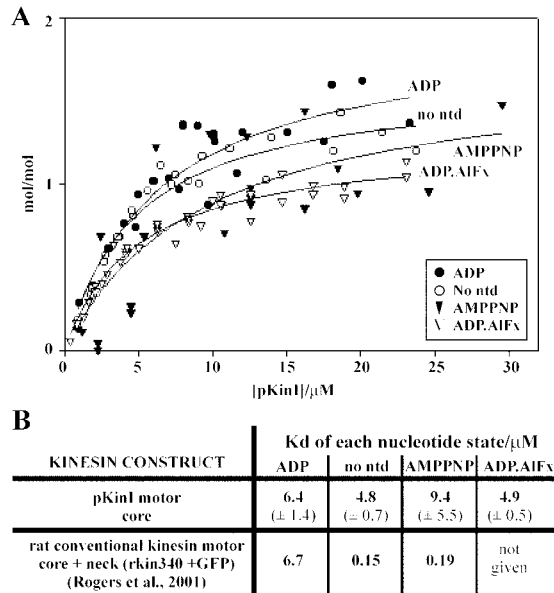 A
2
1
0
mol/mol
ADP
no ntd
AMPPNP
ADP.AlFx
ADP
No ntd
AMPPNP
ADP.AlFx
0 5 10 15 20 25 30
[pKinI]/μM
B
KINESIN CONSTRUCT
Kd of each nucleotide state/μM
ADP no ntd AMPPNP ADP.AlFx
pKinI motor core
6.4 (± 1.4)
4.8 (± 0.7)
9.4 (± 5.5)
4.9 (± 0.5)
rat conventional kinesin motor
core + neck (rkin340 +GFP)
(Rogers et al., 2001)
6.7
0.15
0.19
not given